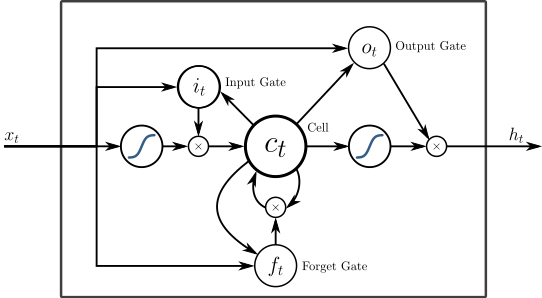 o_t Output Gate
i_t Input Gate
x_t
×
c_t Cell
×
h_t
×
f_t Forget Gate